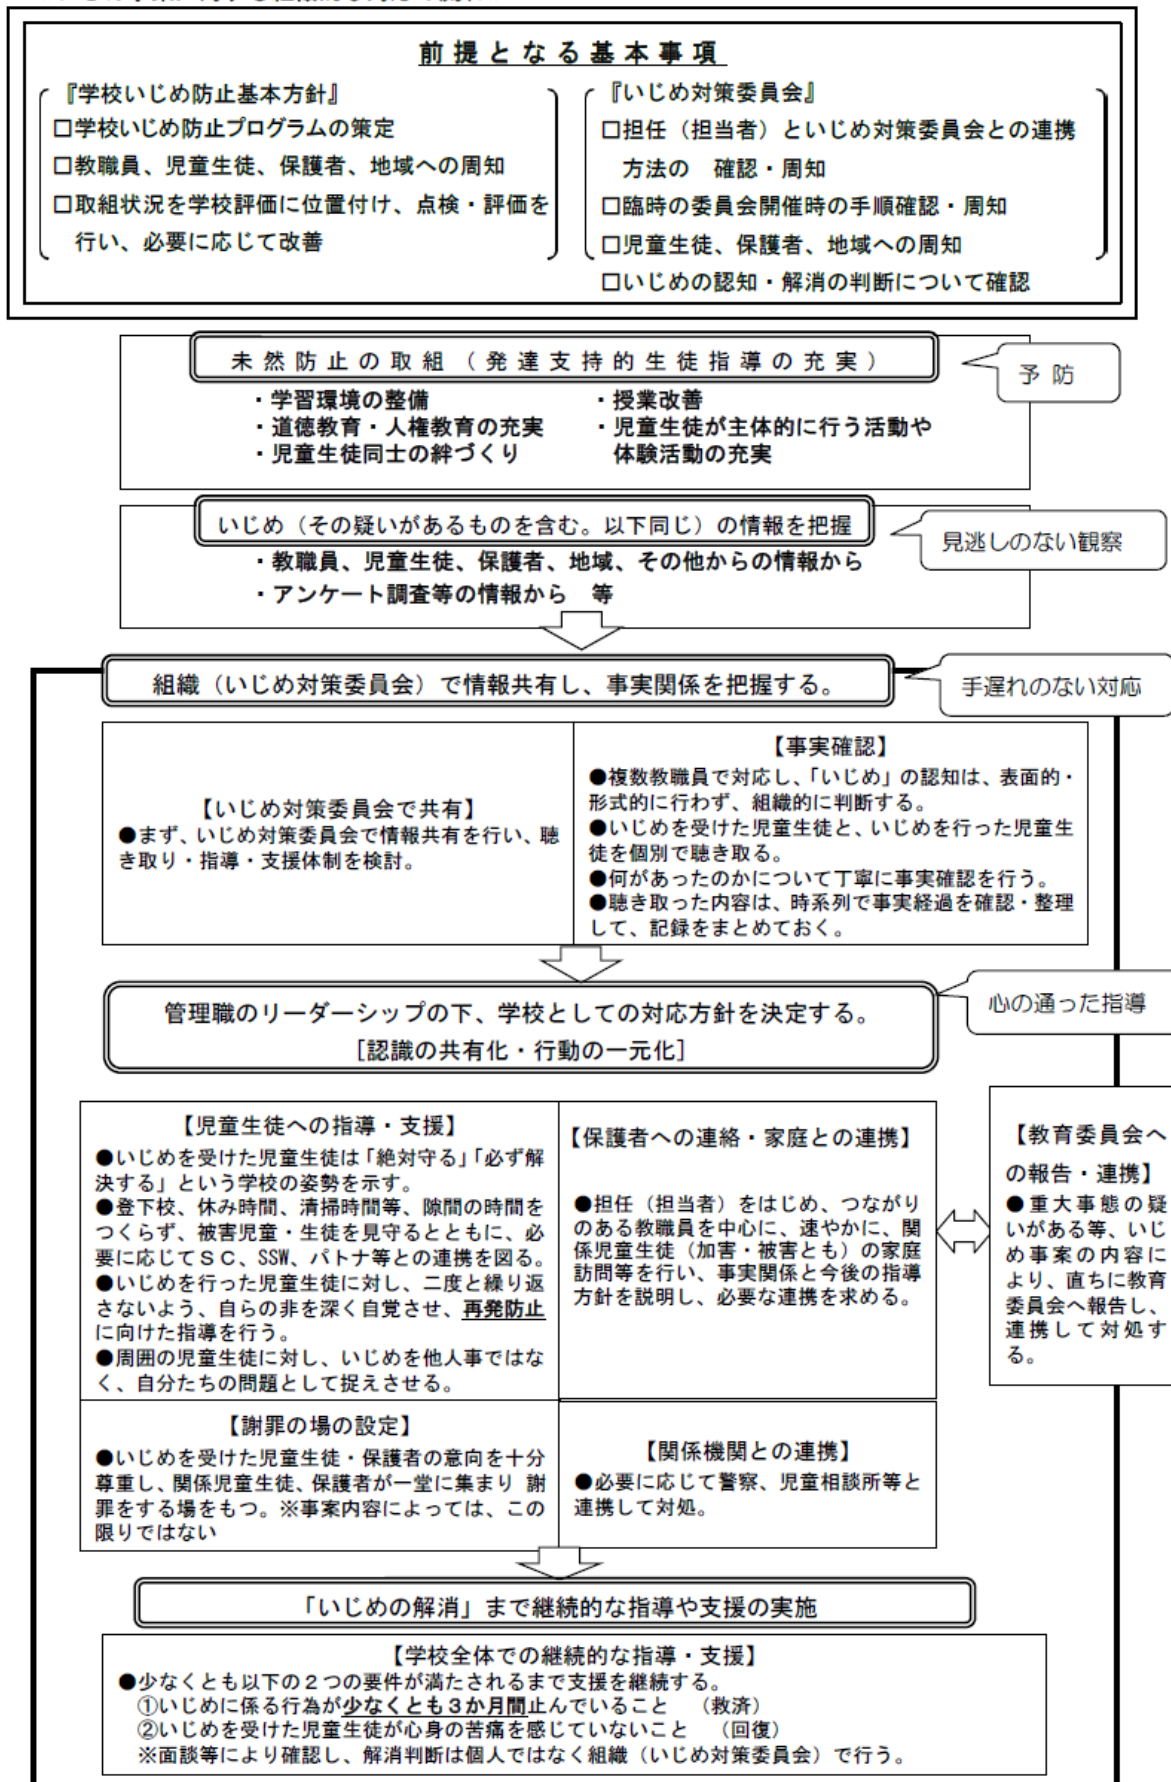 前提となる基本事項
『学校いじめ防止基本方針』
□学校いじめ防止プログラムの策定
□教職員、児童生徒、保護者、地域への周知
□取組状況を学校評価に位置付け、点検・評価を
行い、必要に応じて改善
『いじめ対策委員会』
□担任（担当者）といじめ対策委員会との連携
方法の　確認・周知
□臨時の委員会開催時の手順確認・周知
□児童生徒、保護者、地域への周知
□いじめの認知・解消の判断について確認
未然防止の取組（発達支持的生徒指導の充実）
予 防
・学習環境の整備
・道徳教育・人権教育の充実
・児童生徒同士の絆づくり
・授業改善
・児童生徒が主体的に行う活動や
体験活動の充実
いじめ（その疑いがあるものを含む。以下同じ）の情報を把握
見逃しのない観察
・教職員、児童生徒、保護者、地域、その他からの情報から
・アンケート調査等の情報から　等
組織（いじめ対策委員会）で情報共有し、事実関係を把握する。
手遅れのない対応
【いじめ対策委員会で共有】
●まず、いじめ対策委員会で情報共有を行い、聴
き取り・指導・支援体制を検討。
【事実確認】
●複数教職員で対応し、「いじめ」の認知は、表面的・
形式的に行わず、組織的に判断する。
●いじめを受けた児童生徒と、いじめを行った児童生
徒を個別で聴き取る。
●何があったのかについて丁寧に事実確認を行う。
●聴き取った内容は、時系列で事実経過を確認・整理
して、記録をまとめておく。
管理職のリーダーシップの下、学校としての対応方針を決定する。
［認識の共有化・行動の一元化］
心の通った指導
【児童生徒への指導・支援】
●いじめを受けた児童生徒は「絶対守る」「必ず解
決する」という学校の姿勢を示す。
●登下校、休み時間、清掃時間等、隙間の時間を
つくらず、被害児童・生徒を見守るとともに、必
要に応じてＳＣ、SSW、パトナ等との連携を図る。
●いじめを行った児童生徒に対し、二度と繰り返
さないよう、自らの非を深く自覚させ、再発防止
に向けた指導を行う。
●周囲の児童生徒に対し、いじめを他人事ではな
く、自分たちの問題として捉えさせる。
【保護者への連絡・家庭との連携】
●担任（担当者）をはじめ、つながり
のある教職員を中心に、速やかに、関
係児童生徒（加害・被害とも）の家庭
訪問等を行い、事実関係と今後の指導
方針を説明し、必要な連携を求める。
【教育委員会へ
の報告・連携】
●重大事態の疑
いがある等、いじ
め事案の内容に
より、直ちに教育
委員会へ報告し、
連携して対処す
る。
【謝罪の場の設定】
●いじめを受けた児童生徒・保護者の意向を十分
尊重し、関係児童生徒、保護者が一堂に集まり 謝
罪をする場をもつ。※事案内容によっては、この
限りではない
【関係機関との連携】
●必要に応じて警察、児童相談所等と
連携して対処。
「いじめの解消」まで継続的な指導や支援の実施
【学校全体での継続的な指導・支援】
●少なくとも以下の２つの要件が満たされるまで支援を継続する。
①いじめに係る行為が少なくとも３か月間止んでいること　（救済）
②いじめを受けた児童生徒が心身の苦痛を感じていないこと　（回復）
※面談等により確認し、解消判断は個人ではなく組織（いじめ対策委員会）で行う。